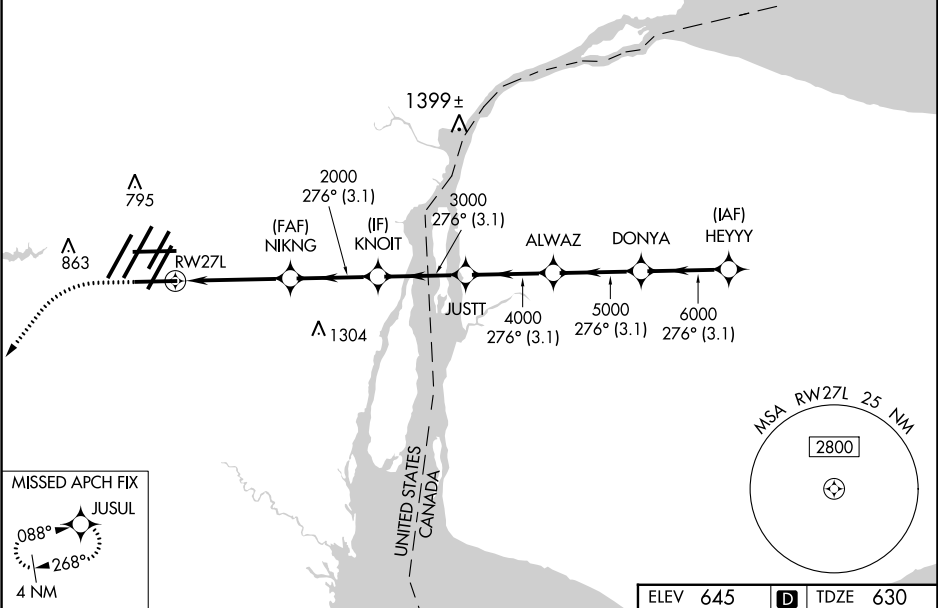 1399 ±
795
863
RW27L
(FAF)
NIKNG
2000
276° (3.1)
(IF)
KNOIT
3000
276° (3.1)
JUSTT
ALWAZ
4000
276° (3.1)
DONYA
5000
276° (3.1)
(IAF)
HEYYY
6000
276° (3.1)
1304
UNITED STATES
CANADA
MSA RW27L 25 NM
2800
MISSED APCH FIX
JUSUL
088°
268°
4 NM
ELEV 645 D TDZE 630